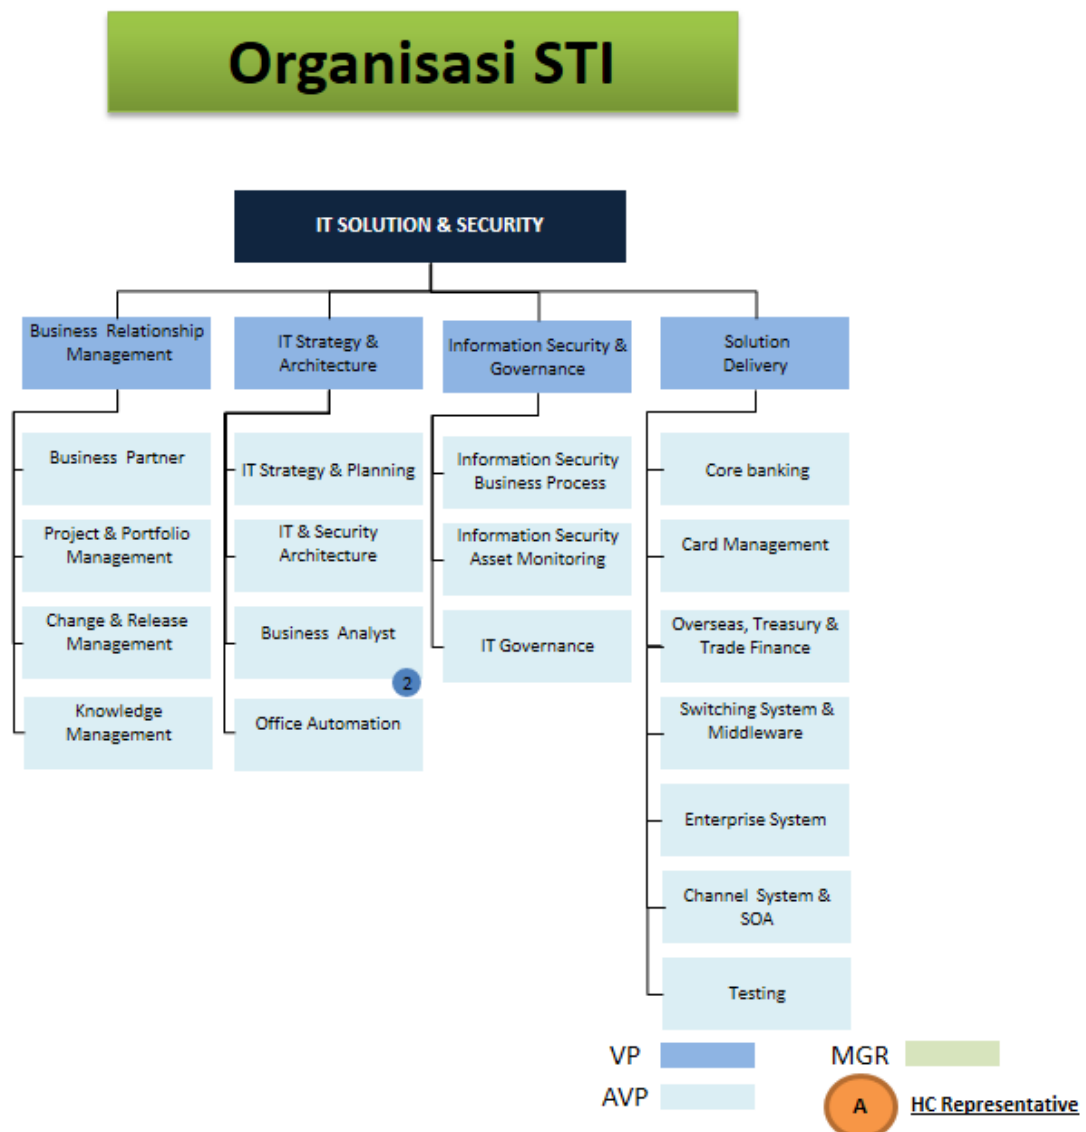 Organisasi STI
IT SOLUTION & SECURITY
Business Relationship
Management
IT Strategy &
Architecture
Information Security &
Governance
Solution
Delivery
Business Partner
Project & Portfolio
Management
Change & Release
Management
Knowledge
Management
IT Strategy & Planning
IT & Security
Architecture
Business Analyst
2
Office Automation
Information Security
Business Process
Information Security
Asset Monitoring
IT Governance
Core banking
Card Management
Overseas, Treasury &
Trade Finance
Switching System &
Middleware
Enterprise System
Channel System &
SOA
Testing
VP
MGR
AVP
A
HC Representative